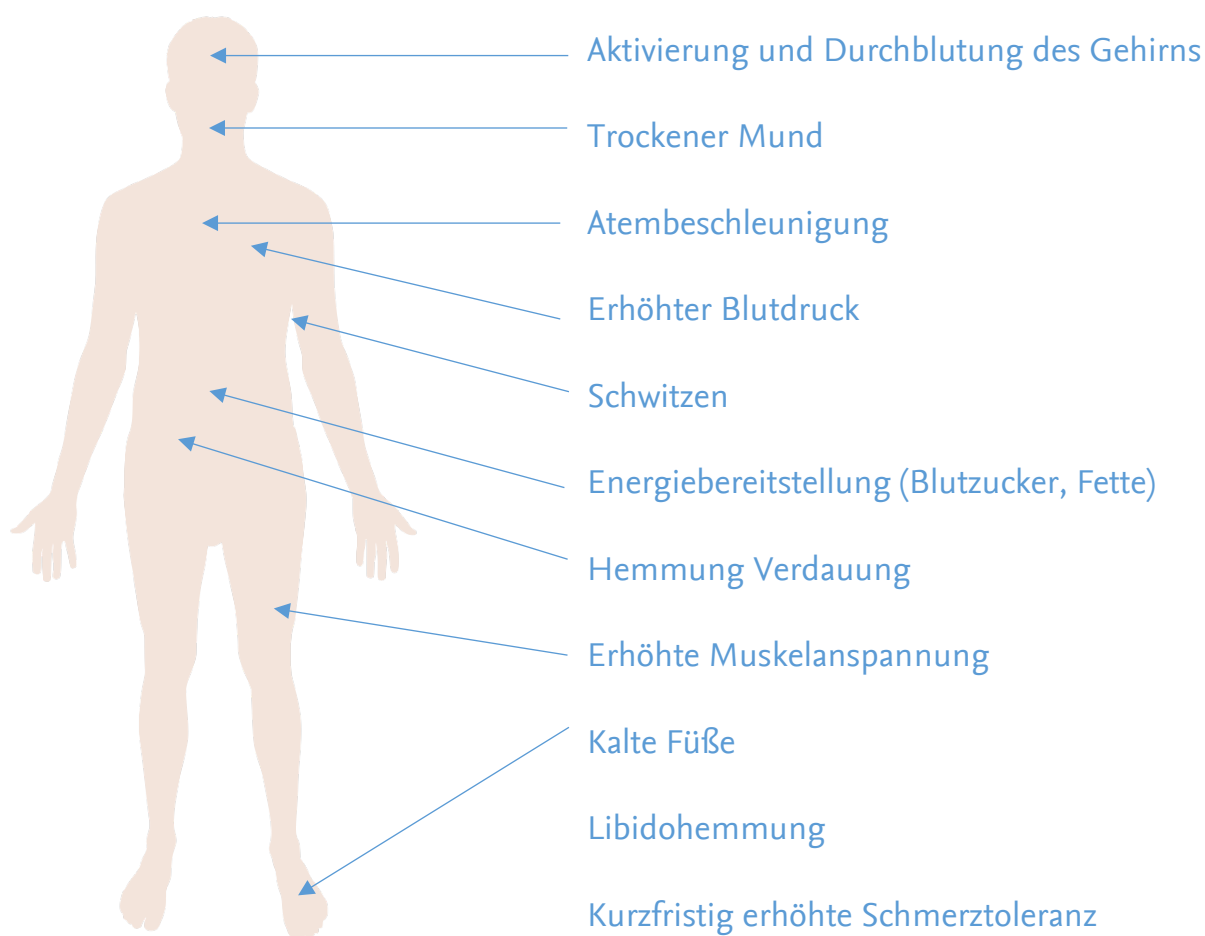 Aktivierung und Durchblutung des Gehirns
Trockener Mund
Atembeschleunigung
Erhöhter Blutdruck
Schwitzen
Energiebereitstellung (Blutzucker, Fette)
Hemmung Verdauung
Erhöhte Muskelanspannung
Kalte Füße
Libidohemmung
Kurzfristig erhöhte Schmerztoleranz